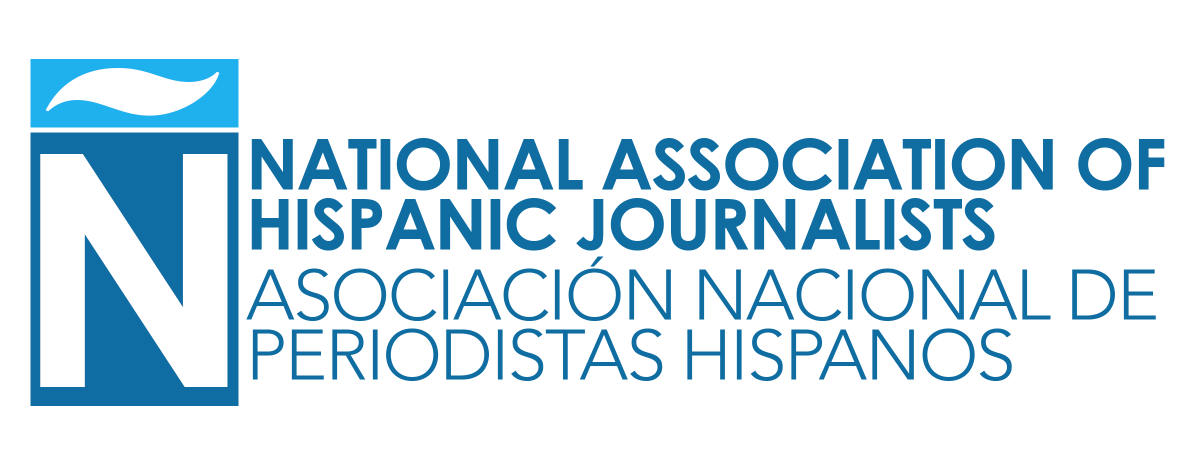 Ñ
NATIONAL ASSOCIATION OF
HISPANIC JOURNALISTS
ASOCIACIÓN NACIONAL DE
PERIODISTAS HISPANOS